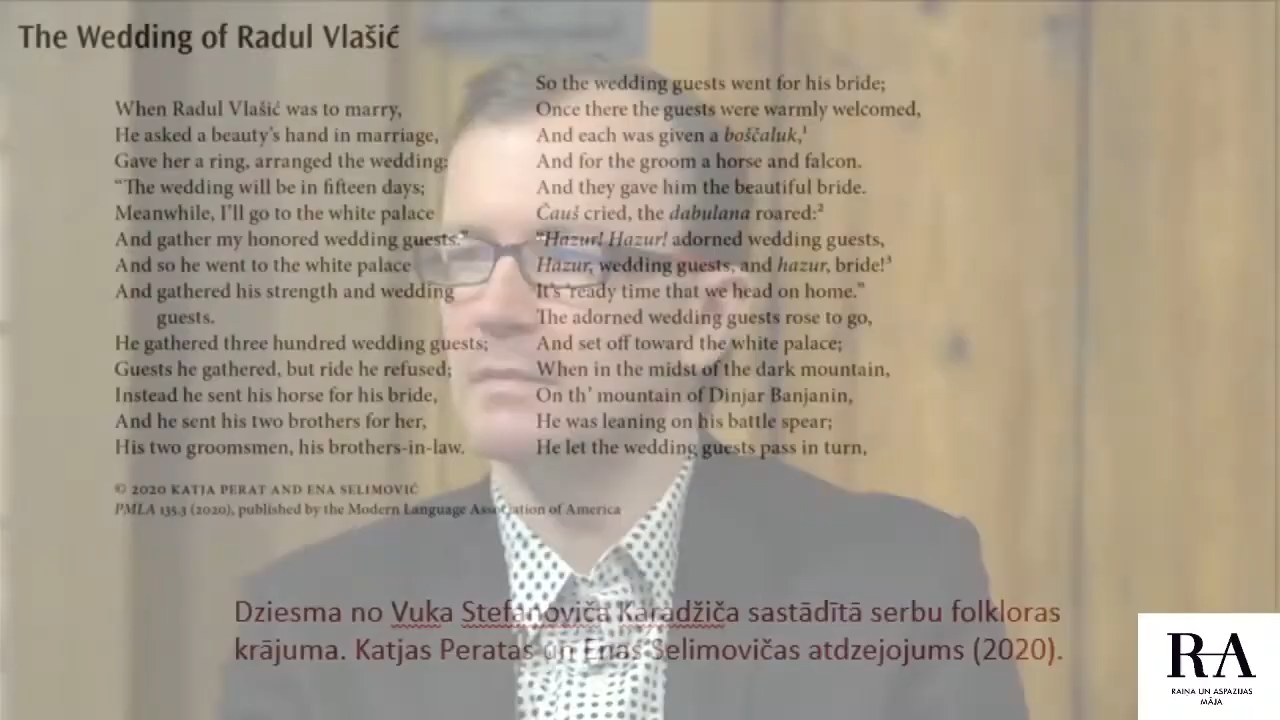 The Wedding of Radul Vlašić
When Radul Vlašić was to marry,
He asked a beauty's hand in marriage,
Gave her a ring, arranged the wedding:
“The wedding will be in fifteen days;
Meanwhile, I'll go to the white palace
And gather my honored wedding guests.”
And so he went to the white palace
And gathered his strength and wedding
guests.
He gathered three hundred wedding guests;
Guests he gathered, but ride he refused;
Instead he sent his horse for his bride,
And he sent his two brothers for her,
His two groomsmen, his brothers-in-law.
So the wedding guests went for his bride;
Once there the guests were warmly welcomed,
And each was given a boščaluk,¹
And for the groom a horse and falcon.
And they gave him the beautiful bride.
Čauš cried, the dabulana roared:²
“Hazur! Hazur! adorned wedding guests,
Hazur, wedding guests, and hazur, bride!³
It's ready time that we head on home.”
The adorned wedding guests rose to go,
And set off toward the white palace;
When in the midst of the dark mountain,
On th' mountain of Dinjar Banjanin,
He was leaning on his battle spear;
He let the wedding guests pass in turn,
© 2020 KATJA PERAT AND ENA SELIMOVIĆ
PMLA 135.3 (2020), published by the Modern Language Association of America
Dziesma no Vuka Stefanoviča Karadžiča sastādītā serbu folkloras
krājuma. Katjas Peratas un Enas Selimovičas atdzejojums (2020).
RA
RAIŅA UN ASPAZIJAS
MĀJA